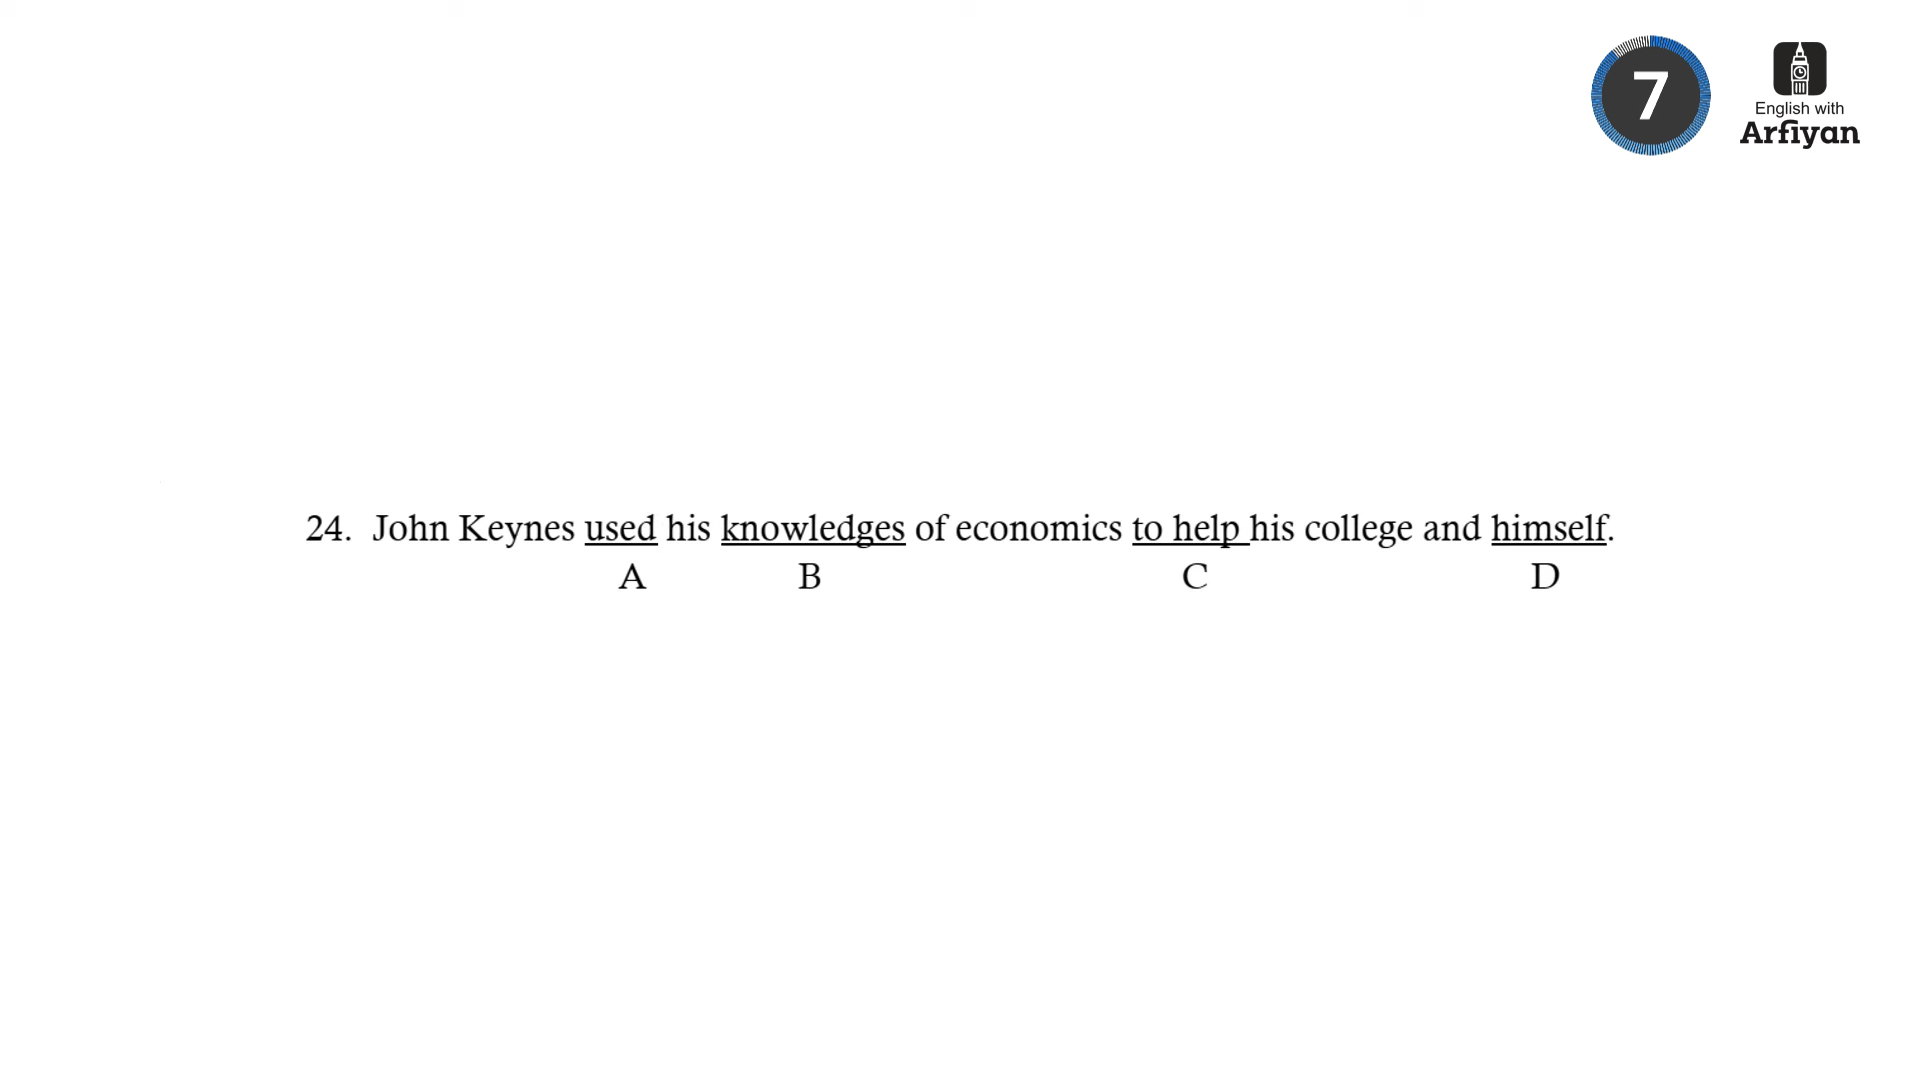 7
English with
Arfiyan
24. John Keynes used his knowledges of economics to help his college and himself.
A B C D